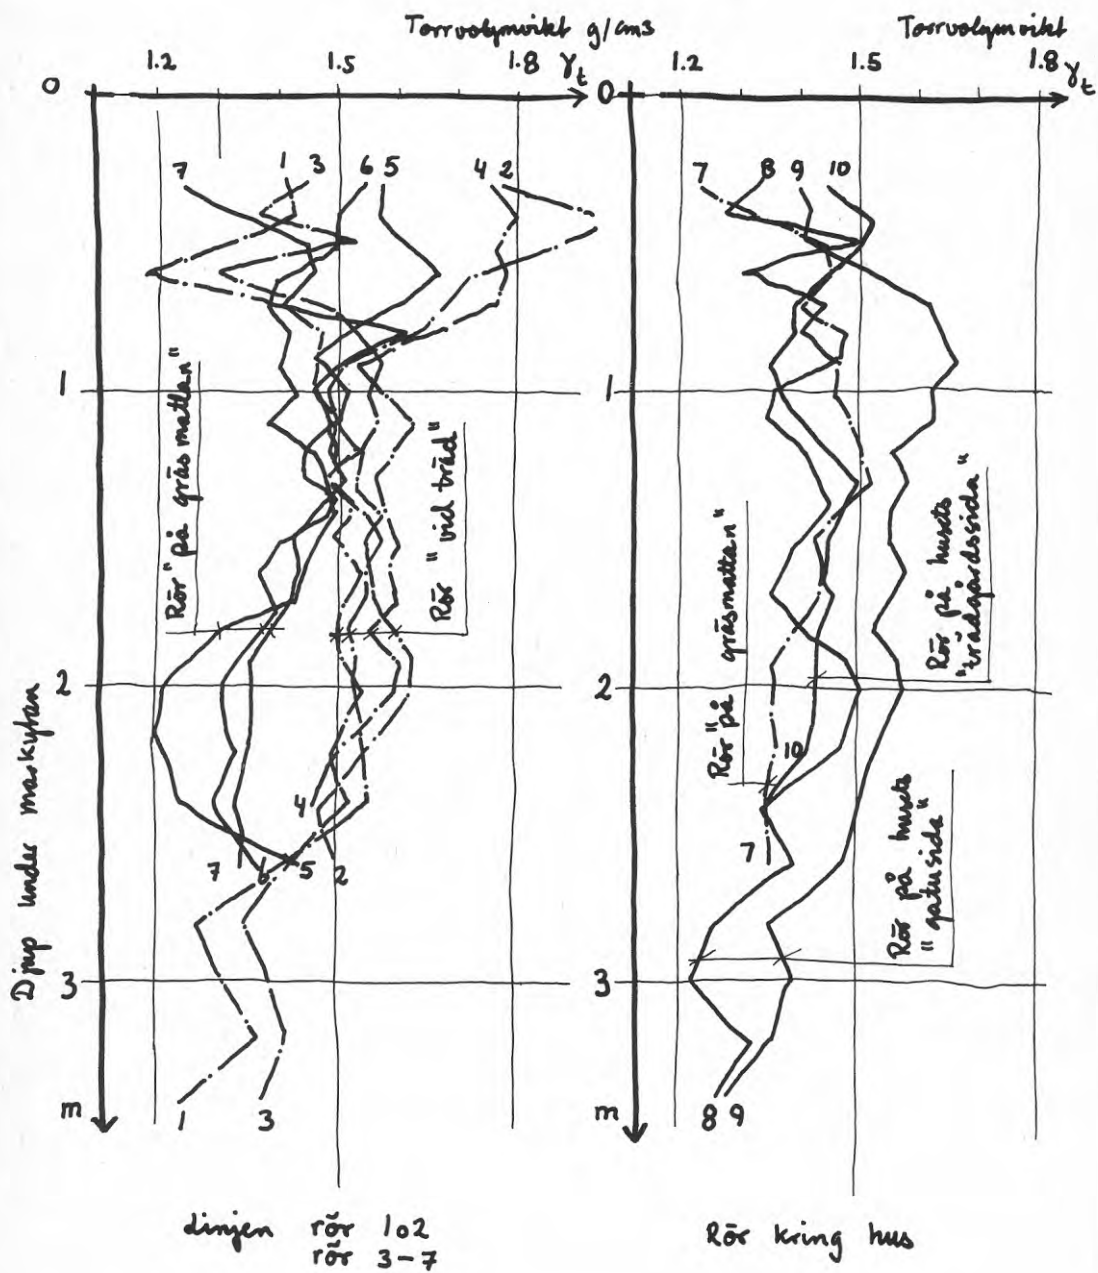 Torrvolymvikt g/cm3
1.2 1.5 1.8 γt
0
7 1 3 6 5 4 2
1
Rör "på gräsmattan"
Rör "vid träd"
2
Djup under markytan
4
7 6 5 2
3
m
1 3
Linjen rör 1o2
rör 3-7
Torrvolymvikt
1.2 1.5 1.8 γt
0
7 8 9 10
1
Rör "på gräsmattan"
Rör på husets
"trädgårdssida"
2
10
7
Rör på husets
"gatusida"
3
m
8 9
Rör kring hus